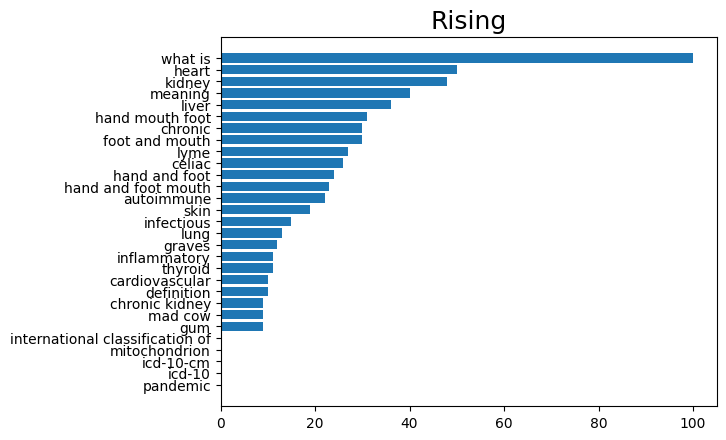 Rising
what is
heart
kidney
meaning
liver
hand mouth foot
chronic
foot and mouth
lyme
celiac
hand and foot
hand and foot mouth
autoimmune
skin
infectious
lung
graves
inflammatory
thyroid
cardiovascular
definition
chronic kidney
mad cow
gum
international classification of
mitochondrion
icd-10-cm
icd-10
pandemic
0 20 40 60 80 100